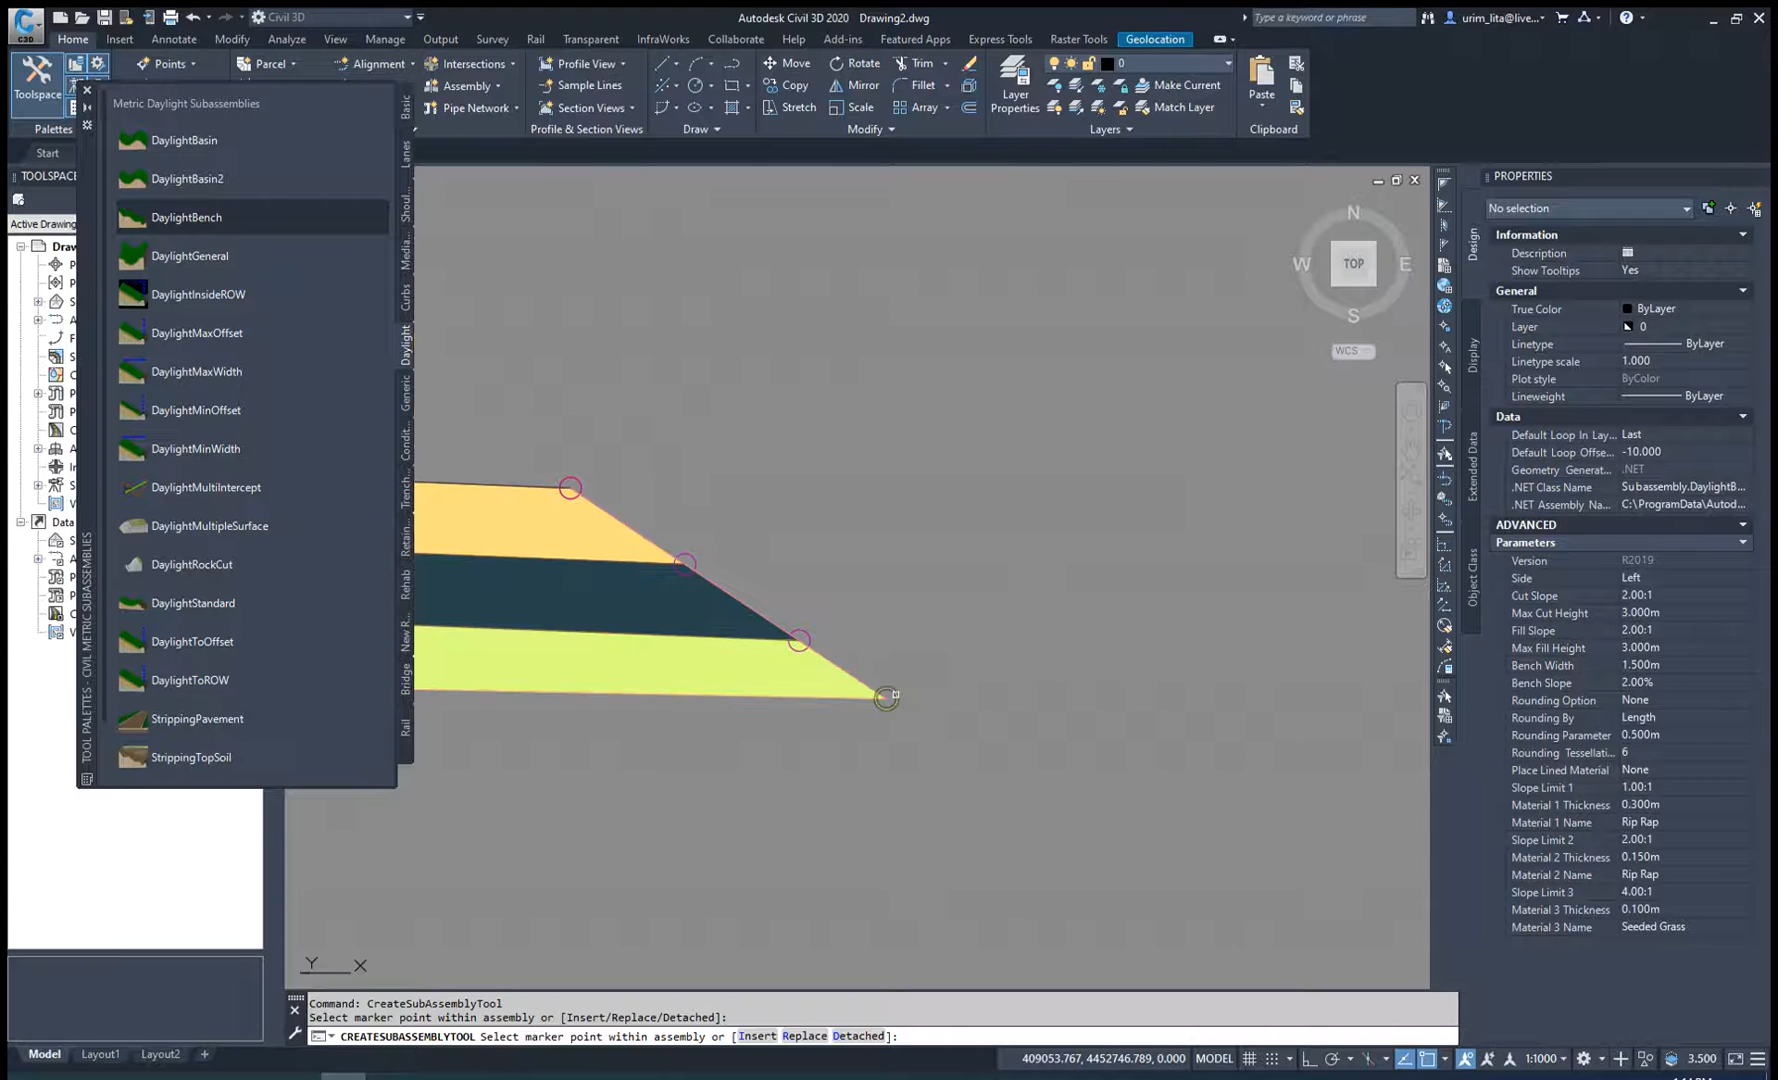 Civil 3D
Autodesk Civil 3D 2020 Drawing2.dwg
Type a keyword or phrase
urim_lita@live...
C3D
Home Insert Annotate Modify Analyze View Manage Output Survey Rail Transparent InfraWorks Collaborate Help Add-ins Featured Apps Express Tools Raster Tools Geolocation
Toolspace
Points
Parcel
Alignment
Intersections
Assembly
Pipe Network
Profile View
Sample Lines
Section Views
Move Rotate Trim
Copy Mirror Fillet
Stretch Scale Array
Layer Properties
0
Make Current
Match Layer
Paste
Palettes
Profile & Section Views
Draw
Modify
Layers
Clipboard
Start
TOOLSPACE
Active Drawing
Metric Daylight Subassemblies
DaylightBasin
DaylightBasin2
DaylightBench
DaylightGeneral
DaylightInsideROW
DaylightMaxOffset
DaylightMaxWidth
DaylightMinOffset
DaylightMinWidth
DaylightMultiIntercept
DaylightMultipleSurface
DaylightRockCut
DaylightStandard
DaylightToOffset
DaylightToROW
StrippingPavement
StrippingTopSoil
TOOL PALETTES - CIVIL METRIC SUBASSEMBLIES
Basic
Lanes
Shoul...
Media...
Curbs
Daylight
Generic
Condit...
Trench...
Retain...
Rehab
New R...
Bridge
Rail
N
W TOP E
S
WCS
Y X
PROPERTIES
No selection
Design
Display
Extended Data
Object Class
Information
Description
Show Tooltips Yes
General
True Color ByLayer
Layer 0
Linetype ByLayer
Linetype scale 1.000
Plot style ByColor
Lineweight ByLayer
Data
Default Loop In Lay... Last
Default Loop Offse... -10.000
Geometry Generat... .NET
.NET Class Name Subassembly.DaylightB...
.NET Assembly Na... C:\ProgramData\Autod...
ADVANCED
Parameters
Version R2019
Side Left
Cut Slope 2.00:1
Max Cut Height 3.000m
Fill Slope 2.00:1
Max Fill Height 3.000m
Bench Width 1.500m
Bench Slope 2.00%
Rounding Option None
Rounding By Length
Rounding Parameter 0.500m
Rounding Tessellati... 6
Place Lined Material None
Slope Limit 1 1.00:1
Material 1 Thickness 0.300m
Material 1 Name Rip Rap
Slope Limit 2 2.00:1
Material 2 Thickness 0.150m
Material 2 Name Rip Rap
Slope Limit 3 4.00:1
Material 3 Thickness 0.100m
Material 3 Name Seeded Grass
Command: CreateSubAssemblyTool
Select marker point within assembly or [Insert/Replace/Detached]:
CREATESUBASSEMBLYTOOL Select marker point within assembly or [Insert Replace Detached]:
Model Layout1 Layout2 +
409053.767, 4452746.789, 0.000 MODEL
1:1000
3.500